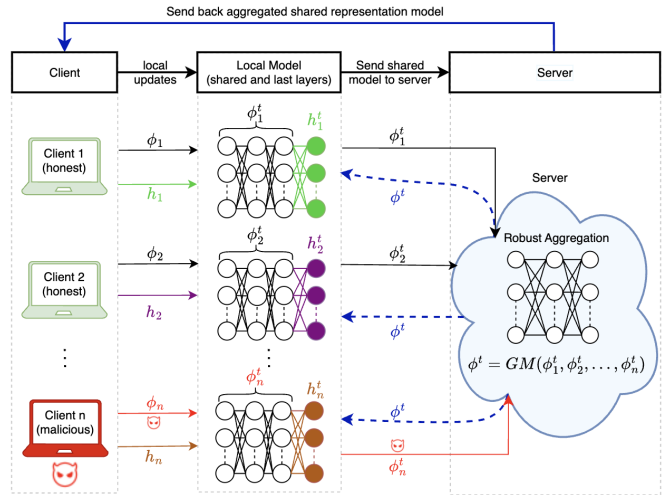 Send back aggregated shared representation model
Client
local
updates
Local Model
(shared and last layers)
Send shared
model to server
Server
Client 1
(honest)
ϕ₁
h₁
ϕ₁ᵗ
h₁ᵗ
ϕ₁ᵗ
ϕᵗ
Server
Robust Aggregation
ϕᵗ = GM(ϕ₁ᵗ, ϕ₂ᵗ, . . . , ϕₙᵗ)
Client 2
(honest)
ϕ₂
h₂
ϕ₂ᵗ
h₂ᵗ
ϕ₂ᵗ
ϕᵗ
Client n
(malicious)
ϕₙ
hₙ
ϕₙᵗ
hₙᵗ
ϕᵗ
ϕₙᵗ